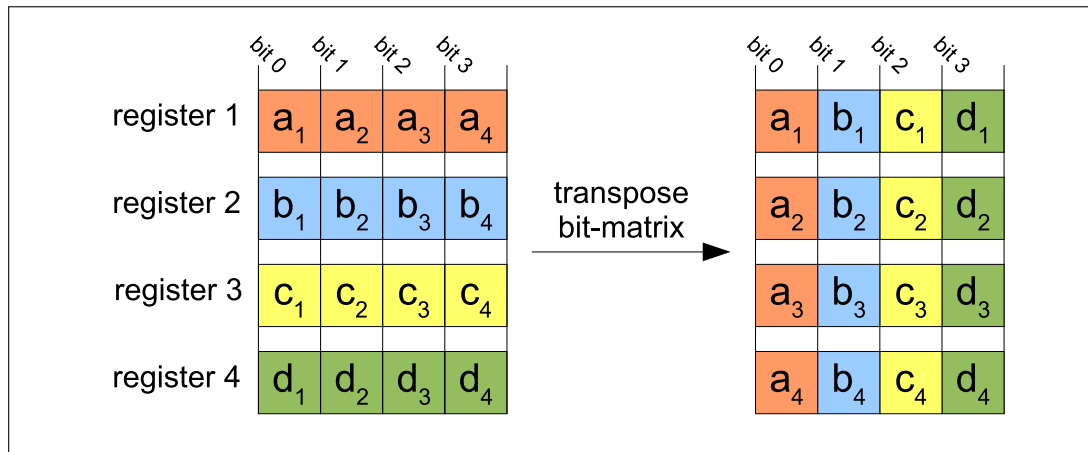 bit 0 bit 1 bit 2 bit 3 bit 0 bit 1 bit 2 bit 3
register 1 a₁ a₂ a₃ a₄ a₁ b₁ c₁ d₁
register 2 b₁ b₂ b₃ b₄ transpose bit-matrix a₂ b₂ c₂ d₂
register 3 c₁ c₂ c₃ c₄ a₃ b₃ c₃ d₃
register 4 d₁ d₂ d₃ d₄ a₄ b₄ c₄ d₄